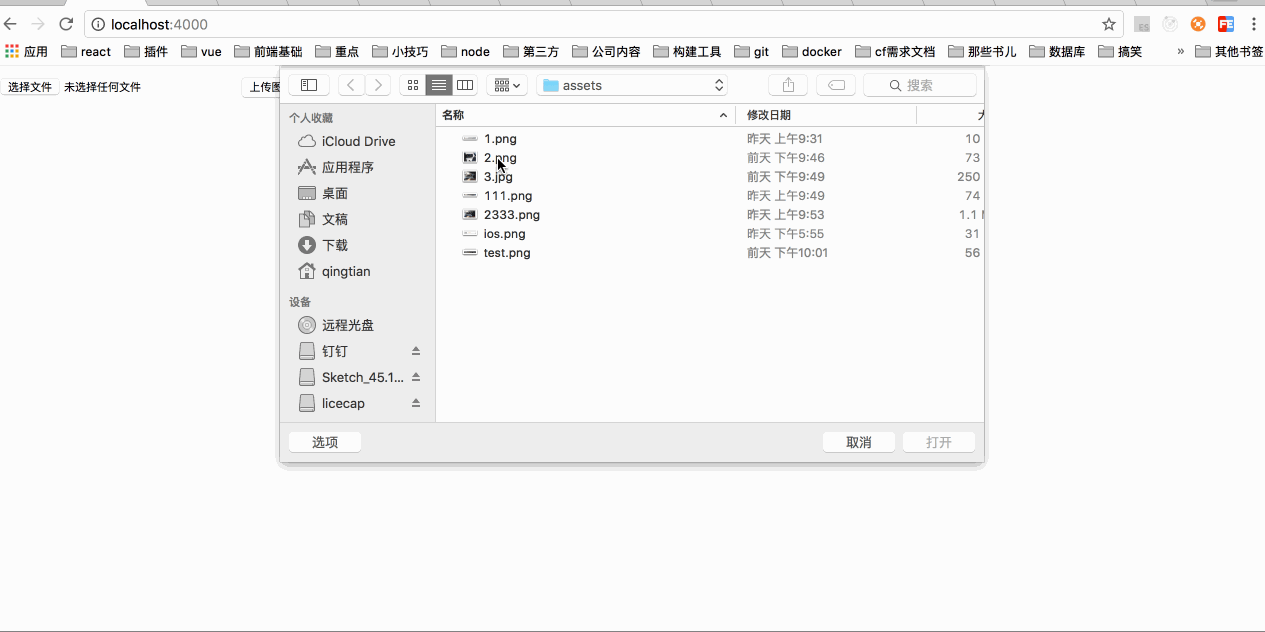 localhost:4000
应用 react 插件 vue 前端基础 重点 小技巧 node 第三方 公司内容 构建工具 git docker cf需求文档 那些书儿 数据库 搞笑 » 其他书签
选择文件 未选择任何文件 上传图
assets 搜索
个人收藏
iCloud Drive
应用程序
桌面
文稿
下载
qingtian
设备
远程光盘
钉钉
Sketch_45.1...
licecap
名称 修改日期
1.png 昨天 上午9:31 10
2.png 前天 下午9:46 73
3.jpg 前天 下午9:49 250
111.png 昨天 上午9:49 74
2333.png 昨天 上午9:53 1.1
ios.png 昨天 下午5:55 31
test.png 前天 下午10:01 56
选项 取消 打开